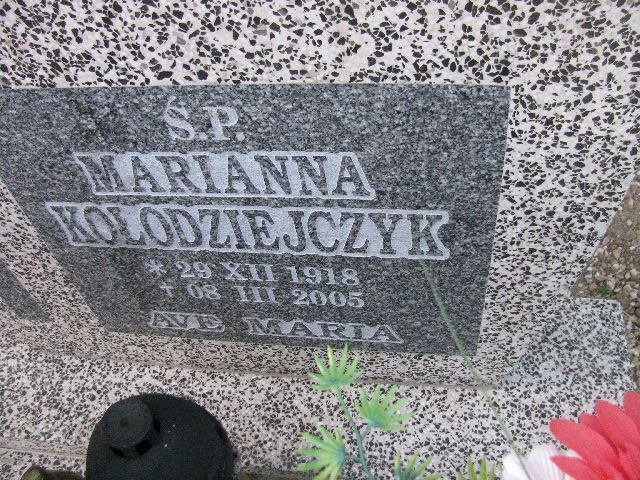 Ś.P.
MARIANNA
KOŁODZIEJCZYK
* 29 XII 1918
† 08 III 2005
AVE MARIA